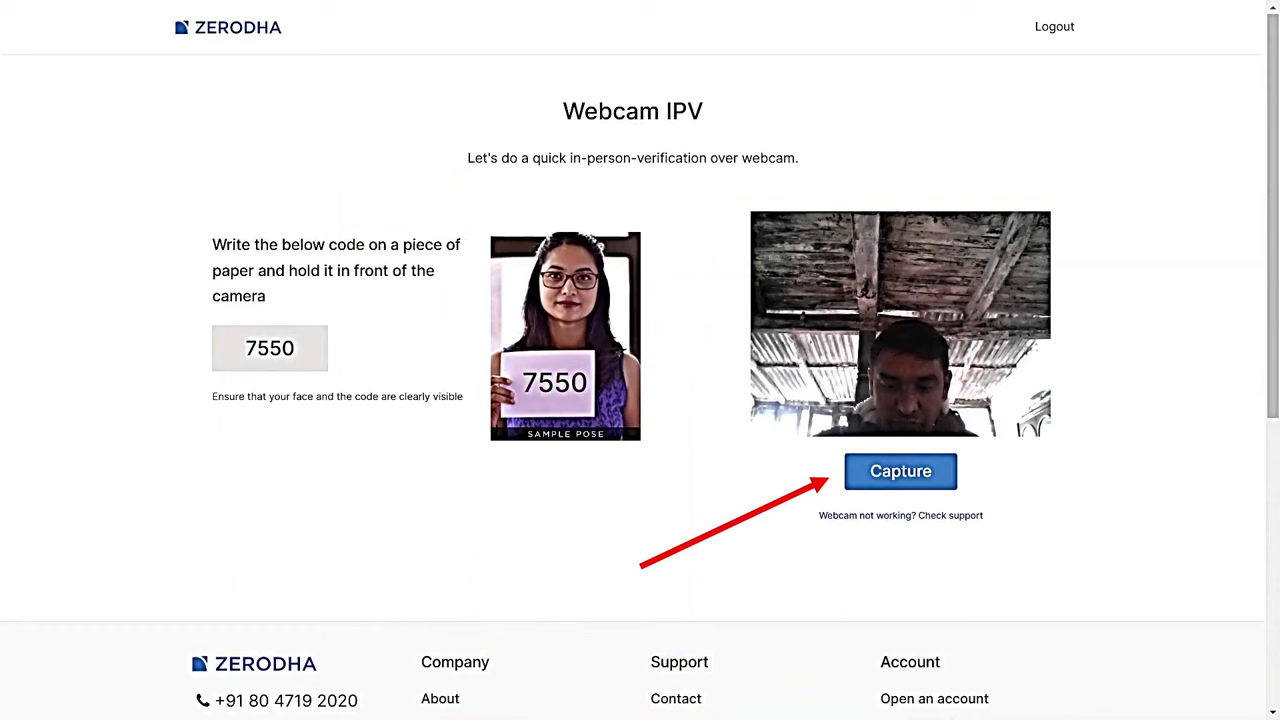 ZERODHA
Logout
Webcam IPV
Let's do a quick in-person-verification over webcam.
Write the below code on a piece of
paper and hold it in front of the
camera
7550
Ensure that your face and the code are clearly visible
7550
SAMPLE POSE
Capture
Webcam not working? Check support
ZERODHA
+91 80 4719 2020
Company
About
Support
Contact
Account
Open an account